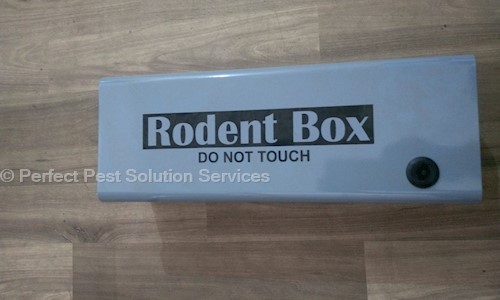 Rodent Box
DO NOT TOUCH
© Perfect Pest Solution Services